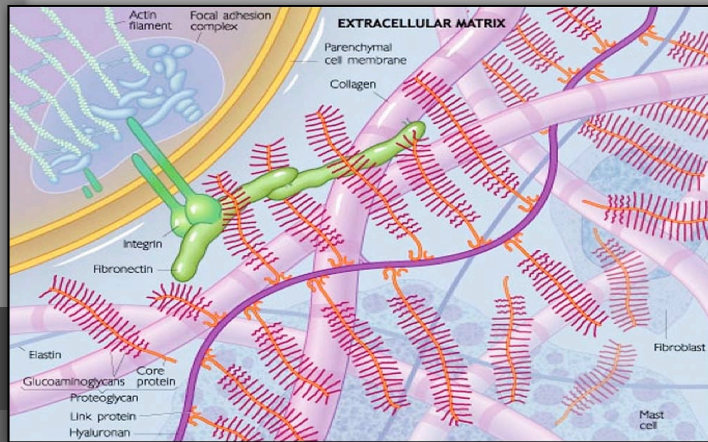 Actin
filament
Focal adhesion
complex
EXTRACELLULAR MATRIX
Parenchymal
cell membrane
Collagen
Integrin
Fibronectin
Elastin
Glucoaminoglycans
Core
protein
Proteoglycan
Link protein
Hyaluronan
Fibroblast
Mast
cell